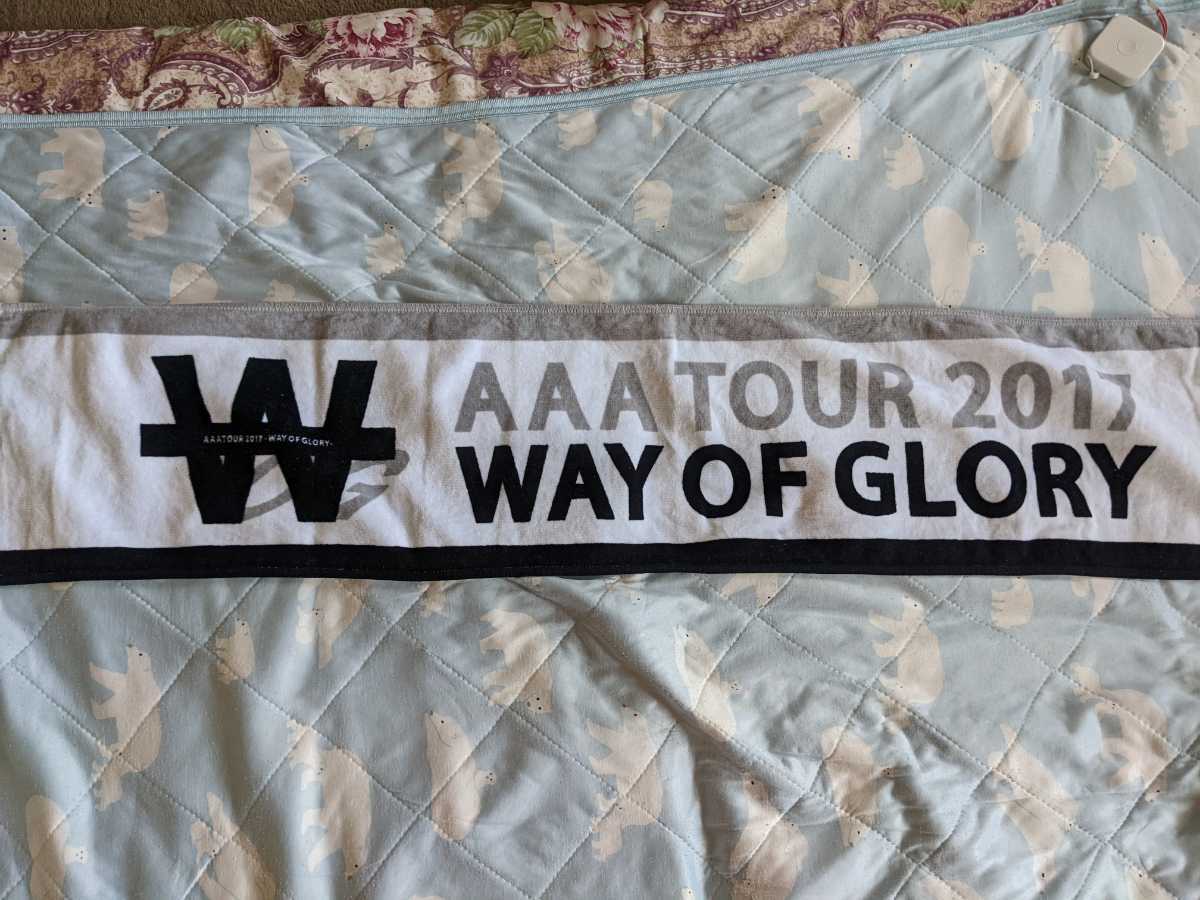 W
AAA TOUR 2017 -WAY OF GLORY-
G
AAA TOUR 2017
WAY OF GLORY